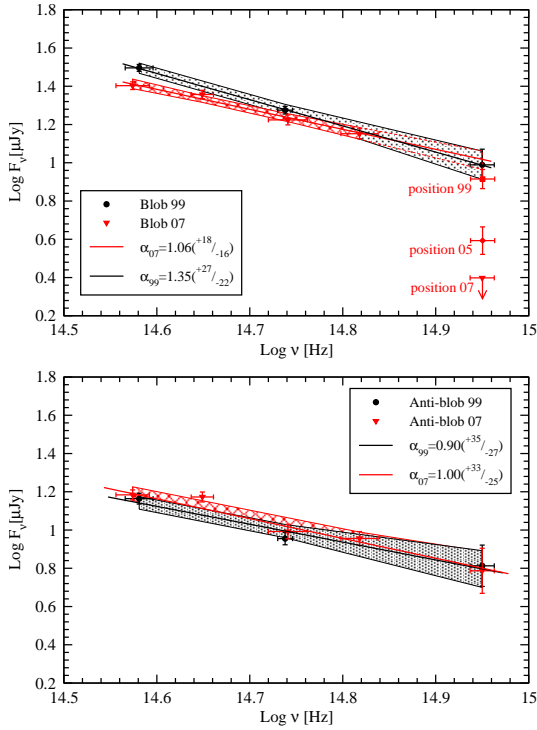 1.8
1.6
1.4
1.2
1
0.8
0.6
0.4
0.2
Log F_ν [μJy]
position 99
position 05
position 07
Blob 99
Blob 07
α_07=1.06(^+18/_-16)
α_99=1.35(^+27/_-22)
14.5 14.6 14.7 14.8 14.9 15
Log ν [Hz]
1.8
1.6
1.4
1.2
1
0.8
0.6
0.4
0.2
Log F_ν [μJy]
Anti-blob 99
Anti-blob 07
α_99=0.90(^+35/_-27)
α_07=1.00(^+33/_-25)
14.5 14.6 14.7 14.8 14.9 15
Log ν [Hz]